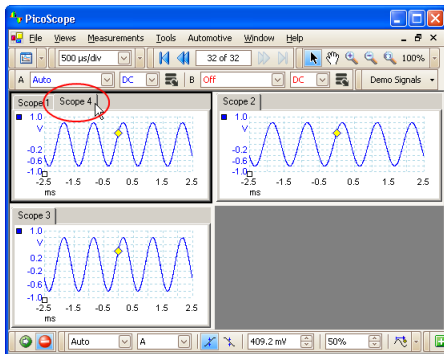 PicoScope
File Views Measurements Tools Automotive Window Help
500 µs/div 32 of 32 100%
A Auto DC B Off DC Demo Signals
Scope 1 Scope 4 Scope 2
1.0 1.0
V V
-0.2 -0.2
-0.6 -0.6
-1.0 -1.0
-2.5 -1.5 -0.5 0.5 1.5 2.5 -2.5 -1.5 -0.5 0.5 1.5 2.5
ms ms
Scope 3
1.0
V
0.2
-0.2
-0.6
-1.0
-2.5 -1.5 -0.5 0.5 1.5 2.5
ms
Auto A 409.2 mV 50%